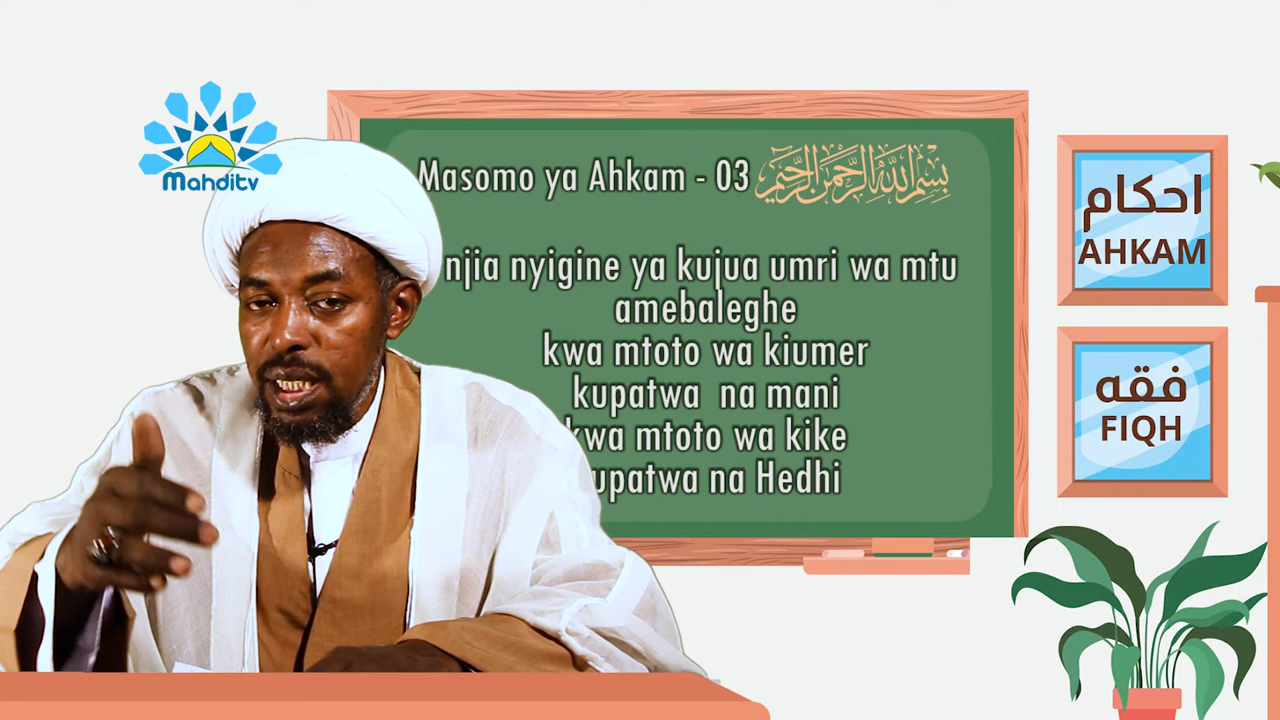 Mahditv
Masomo ya Ahkam - 03 بسم الله الرحمن الرحيم
njia nyigine ya kujua umri wa mtu
amebaleghe
kwa mtoto wa kiumer
kupatwa na mani
kwa mtoto wa kike
kupatwa na Hedhi
احكام
AHKAM
فقه
FIQH